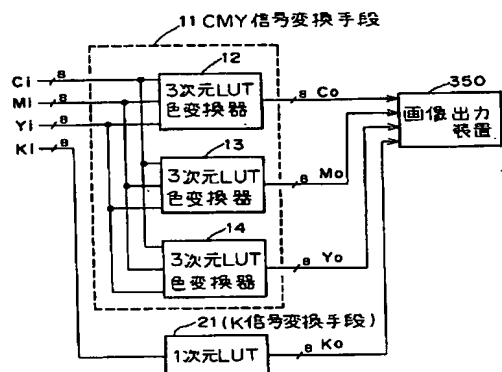 11 CMY信号変換手段
12
3次元LUT
色変換器
Ci 8
Mi 8
Yi 8
Ki 8
8 Co
350
画像出力
装置
13
3次元LUT
色変換器
8 Mo
14
3次元LUT
色変換器
8 Yo
21(K信号変換手段)
1次元LUT
8 Ko